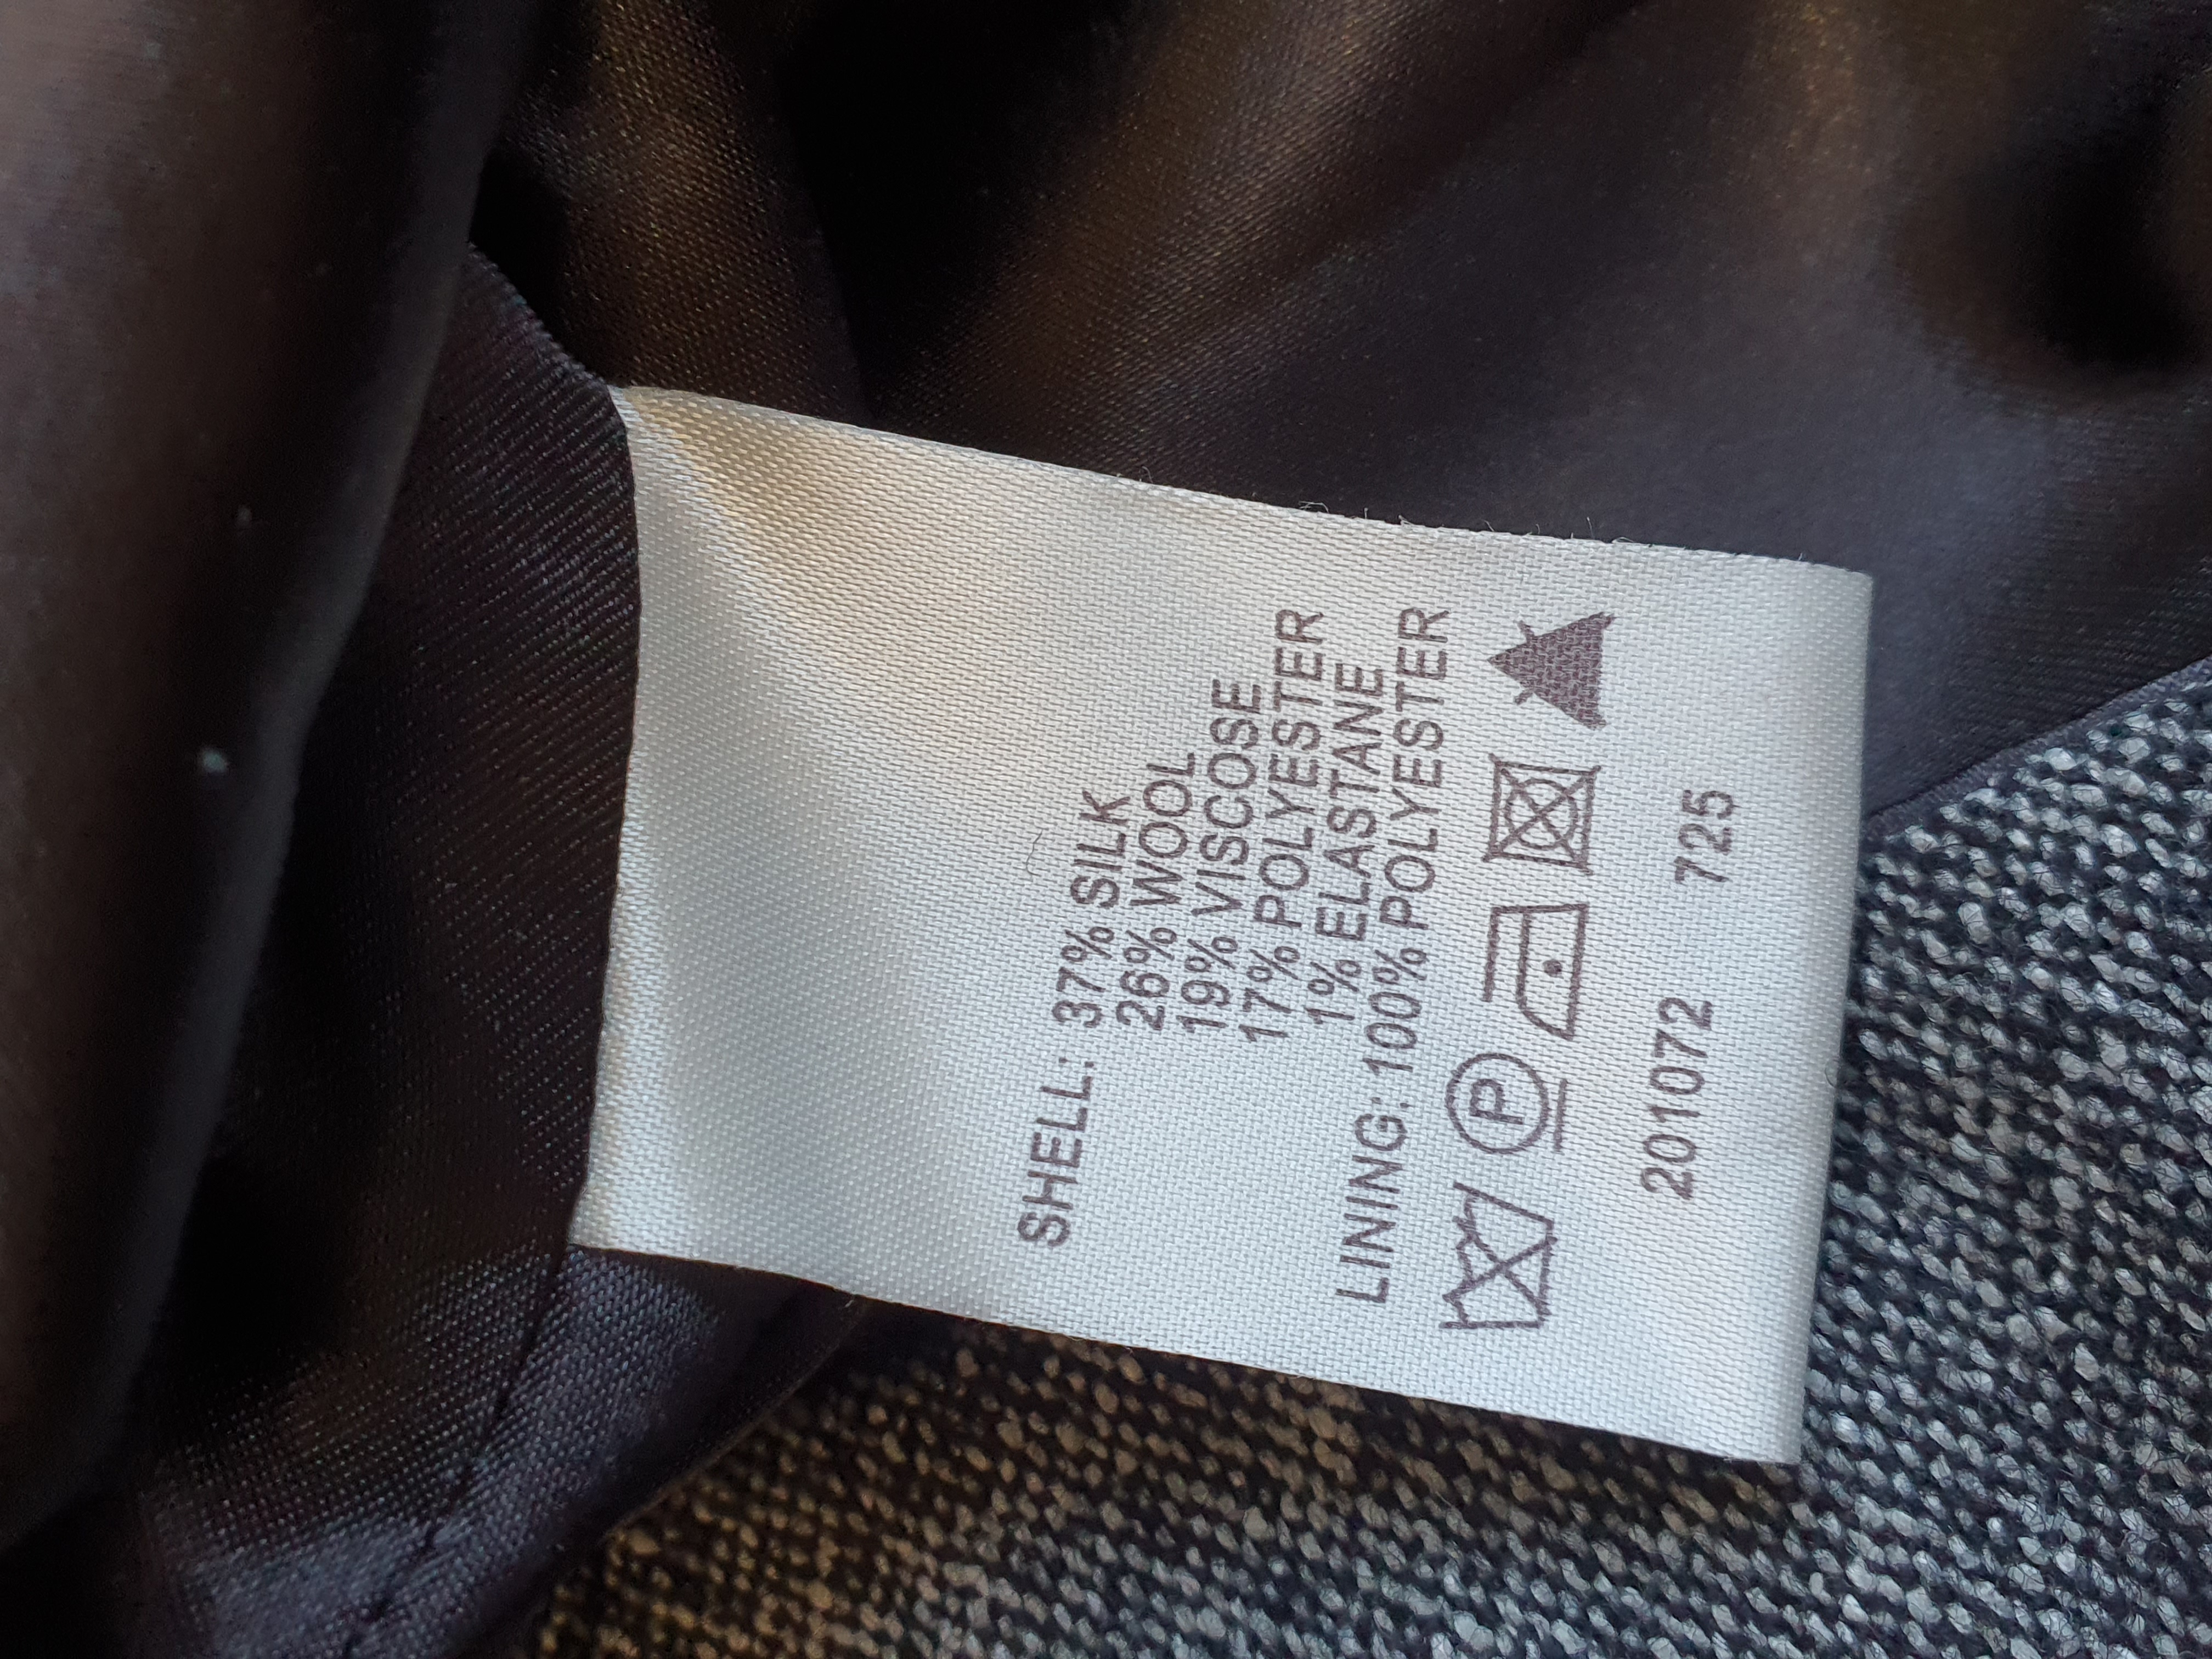 SHELL: 37% SILK
26% WOOL
19% VISCOSE
17% POLYESTER
1% ELASTANE
LINING: 100% POLYESTER
P
201072 725